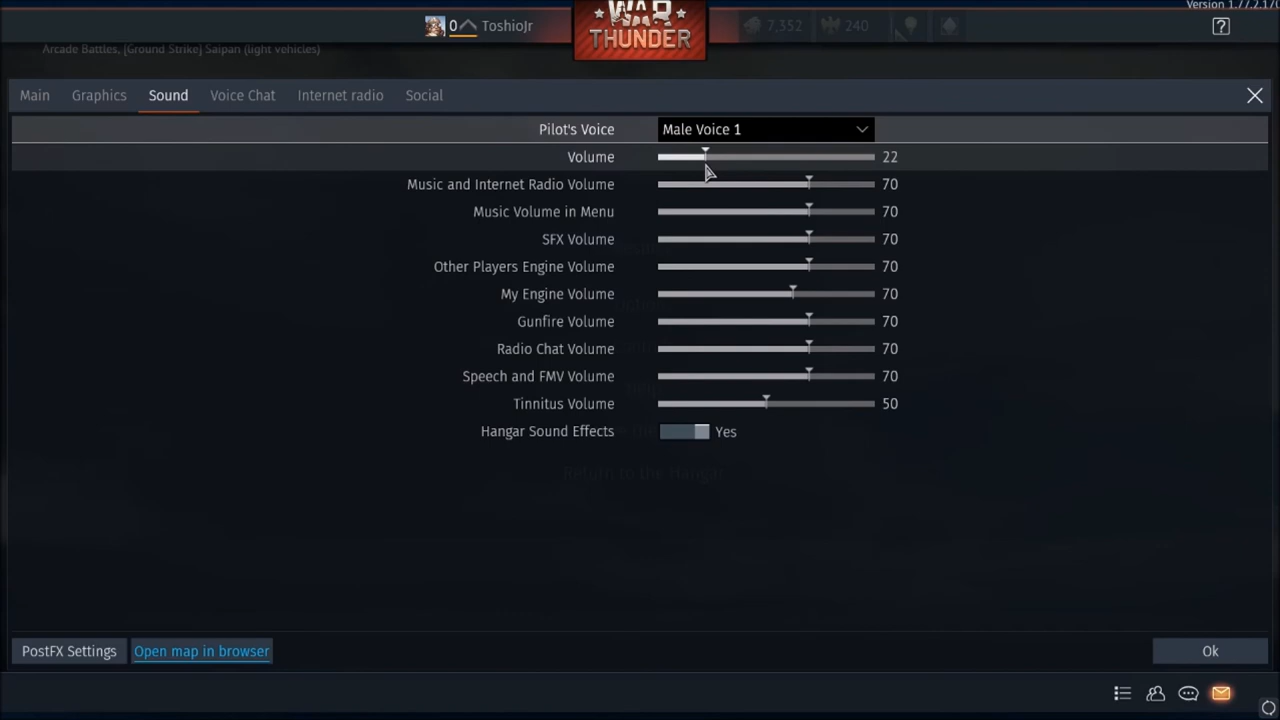 Version 1.77.2.170
0 ToshioJr
WAR THUNDER
7,352
240
Arcade Battles, [Ground Strike] Saipan (light vehicles)
Main Graphics Sound Voice Chat Internet radio Social
Pilot's Voice Male Voice 1
Volume 22
Music and Internet Radio Volume 70
Music Volume in Menu 70
SFX Volume 70
Other Players Engine Volume 70
My Engine Volume 70
Gunfire Volume 70
Radio Chat Volume 70
Speech and FMV Volume 70
Tinnitus Volume 50
Hangar Sound Effects Yes
Return to the Hangar
PostFX Settings Open map in browser Ok